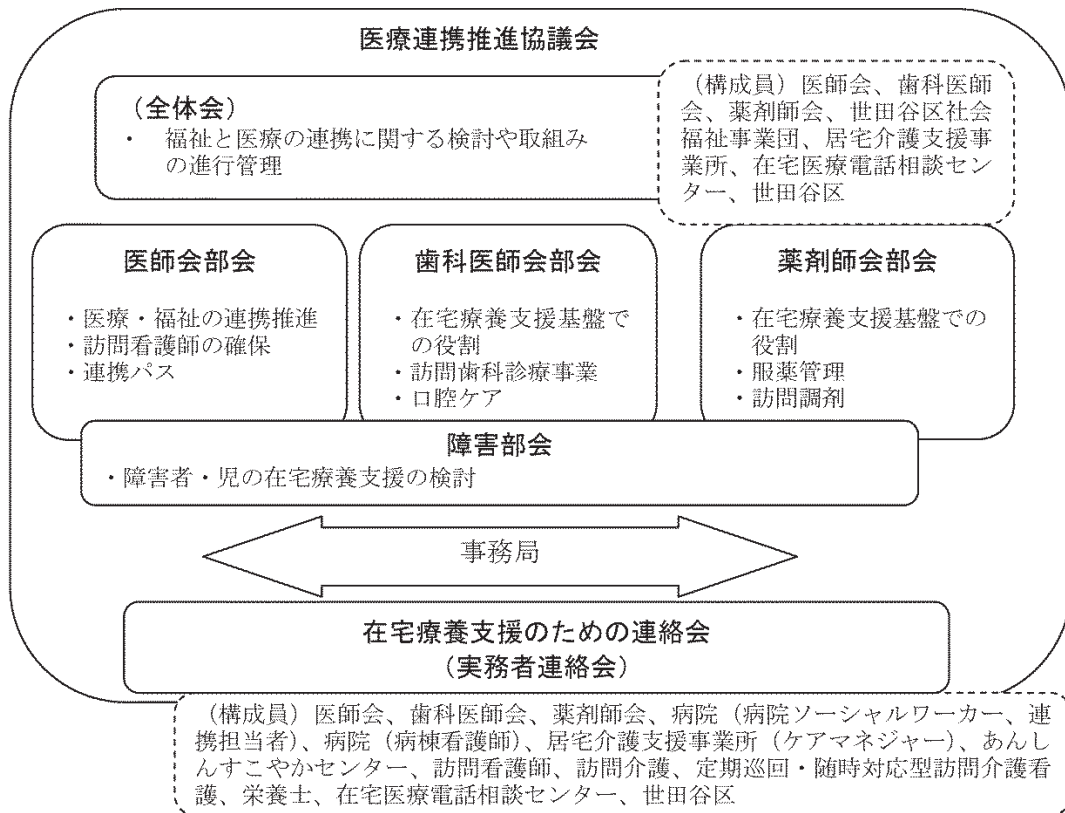 医療連携推進協議会
（全体会）
・ 福祉と医療の連携に関する検討や取組み
の進行管理
（構成員）医師会、歯科医師
会、薬剤師会、世田谷区社会
福祉事業団、居宅介護支援事
業所、在宅医療電話相談セン
ター、世田谷区
医師会部会
・医療・福祉の連携推進
・訪問看護師の確保
・連携パス
歯科医師会部会
・在宅療養支援基盤で
の役割
・訪問歯科診療事業
・口腔ケア
薬剤師会部会
・在宅療養支援基盤での
役割
・服薬管理
・訪問調剤
障害部会
・障害者・児の在宅療養支援の検討
事務局
在宅療養支援のための連絡会
（実務者連絡会）
（構成員）医師会、歯科医師会、薬剤師会、病院（病院ソーシャルワーカー、連
携担当者）、病院（病棟看護師）、居宅介護支援事業所（ケアマネジャー）、あんし
んすこやかセンター、訪問看護師、訪問介護、定期巡回・随時対応型訪問介護看
護、栄養士、在宅医療電話相談センター、世田谷区